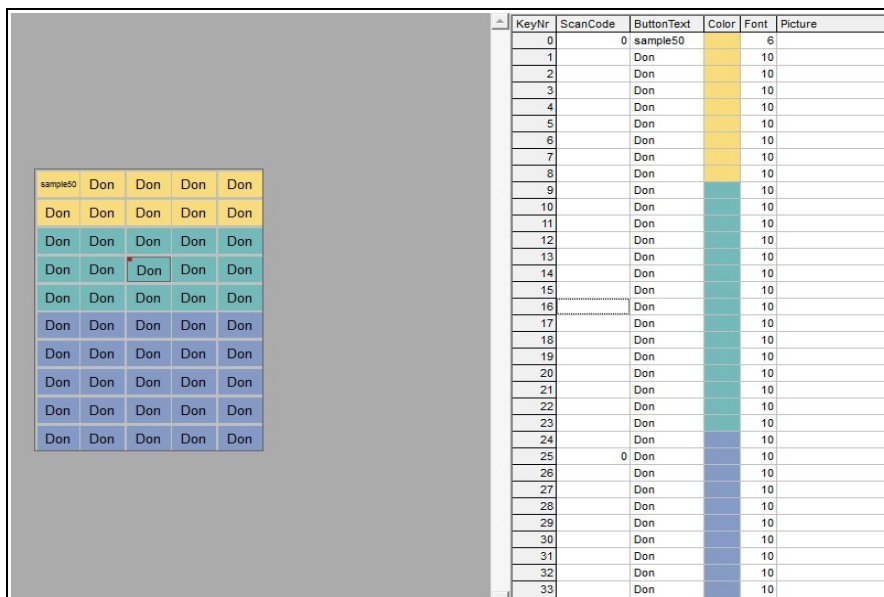 sample50 Don Don Don Don
Don Don Don Don Don
Don Don Don Don Don
Don Don Don Don Don
Don Don Don Don Don
Don Don Don Don Don
Don Don Don Don Don
Don Don Don Don Don
Don Don Don Don Don
Don Don Don Don Don
KeyNr ScanCode ButtonText Color Font Picture
0 0 sample50 6
1 Don 10
2 Don 10
3 Don 10
4 Don 10
5 Don 10
6 Don 10
7 Don 10
8 Don 10
9 Don 10
10 Don 10
11 Don 10
12 Don 10
13 Don 10
14 Don 10
15 Don 10
16 Don 10
17 Don 10
18 Don 10
19 Don 10
20 Don 10
21 Don 10
22 Don 10
23 Don 10
24 Don 10
25 0 Don 10
26 Don 10
27 Don 10
28 Don 10
29 Don 10
30 Don 10
31 Don 10
32 Don 10
33 Don 10